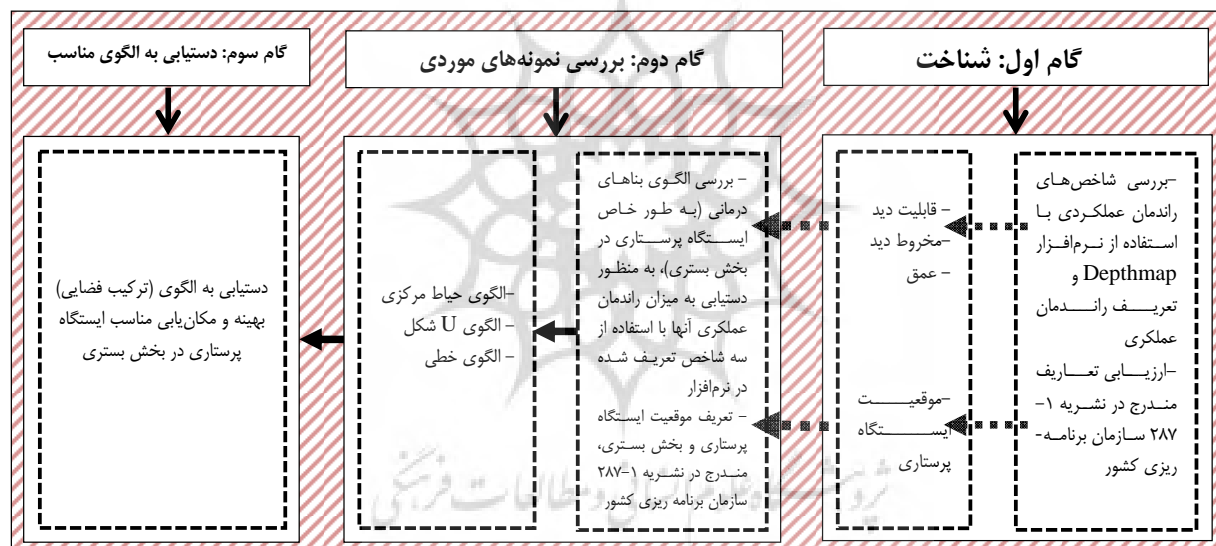 گام اول: شناخت
گام دوم: بررسی نمونه‌های موردی
گام سوم: دستیابی به الگوی مناسب
-بررسی شاخص‌های
راندمان عملکردی با
استفاده از نرم‌افزار
Depthmap و
تعریف راندمان
عملکری
-ارزیابی تعاریف
مندرج در نشریه ۱-
۲۸۷ سازمان برنامه-
ریزی کشور
- قابلیت دید
-مخروط دید
- عمق
-موقعیت
ایستگاه
پرستاری
- بررسی الگوی بناهای
درمانی (به طور خاص
ایستگاه پرستاری در
بخش بستری)، به منظور
دستیابی به میزان راندمان
عملکری آنها با استفاده از
سه شاخص تعریف شده
در نرم‌افزار
- تعریف موقعیت ایستگاه
پرستاری و بخش بستری،
مندرج در نشریه ۱-۲۸۷
سازمان برنامه ریزی کشور
-الگوی حیاط مرکزی
- الگوی U شکل
- الگوی خطی
دستیابی به الگوی (ترکیب فضایی)
بهینه و مکان‌یابی مناسب ایستگاه
پرستاری در بخش بستری
پژوهشگاه علوم انسانی و مطالعات فرهنگی